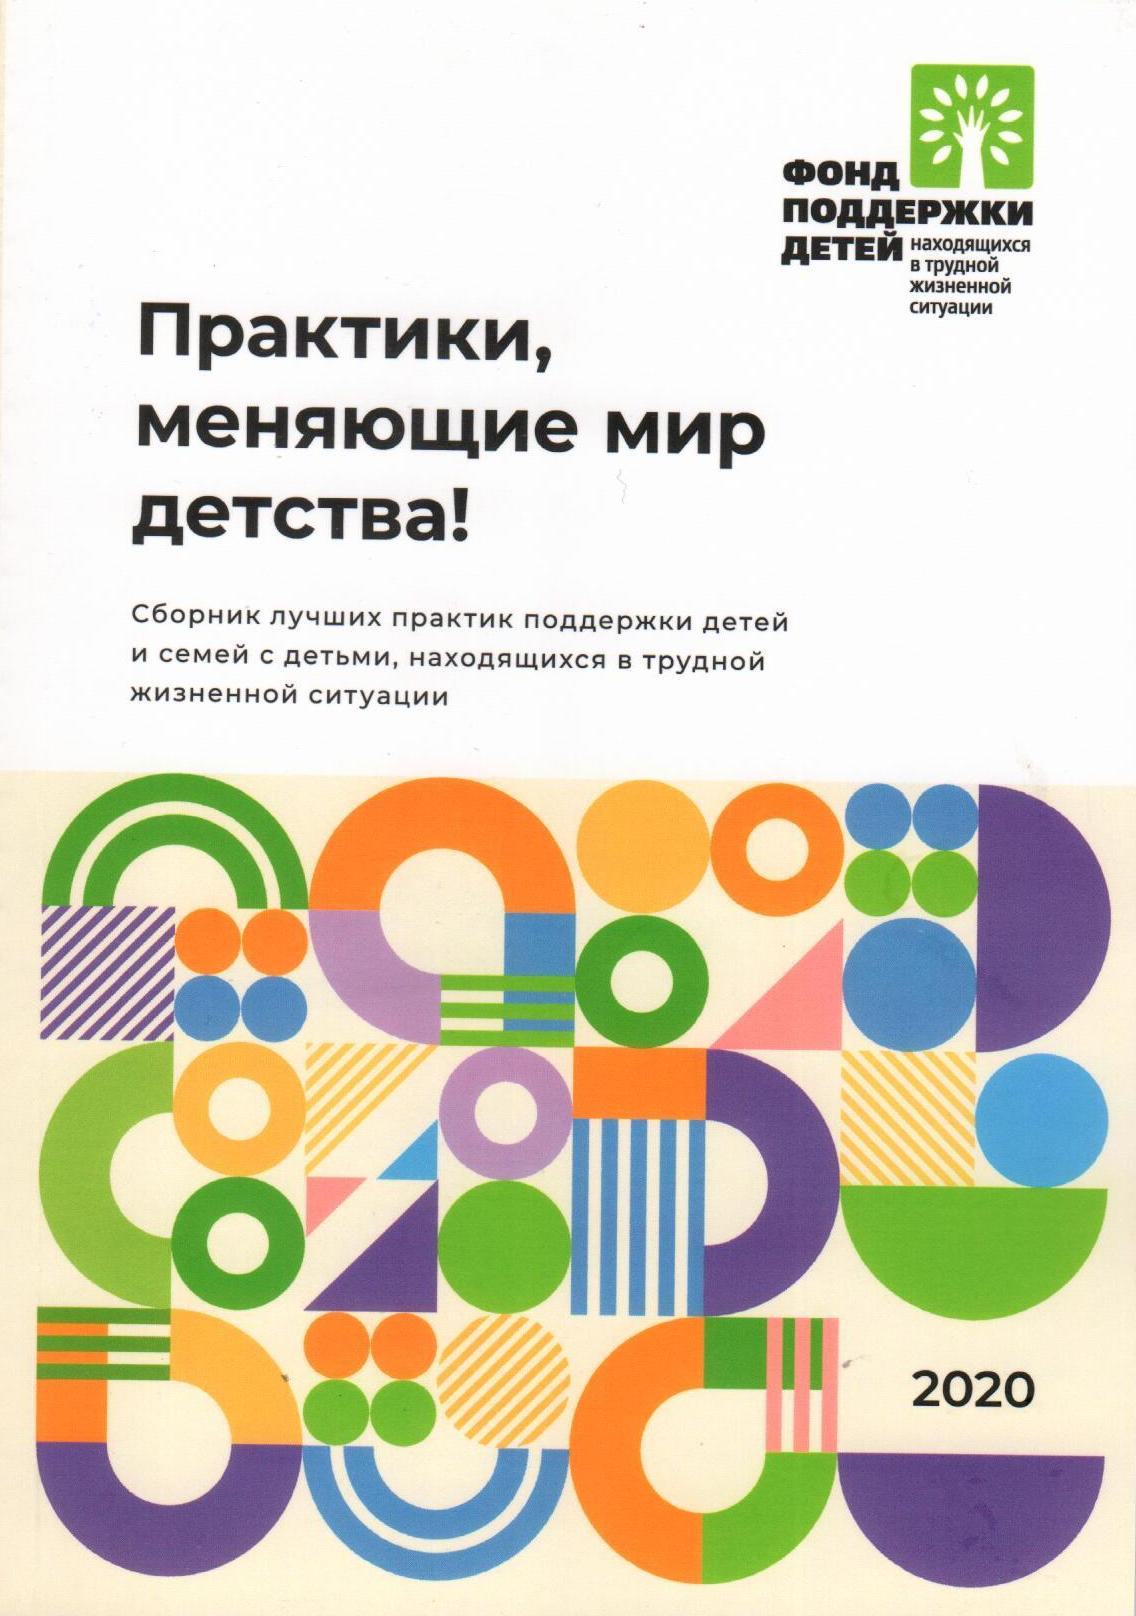 ФОНД
ПОДДЕРЖКИ
ДЕТЕЙ
находящихся
в трудной
жизненной
ситуации
Практики,
меняющие мир
детства!
Сборник лучших практик поддержки детей
и семей с детьми, находящихся в трудной
жизненной ситуации
2020